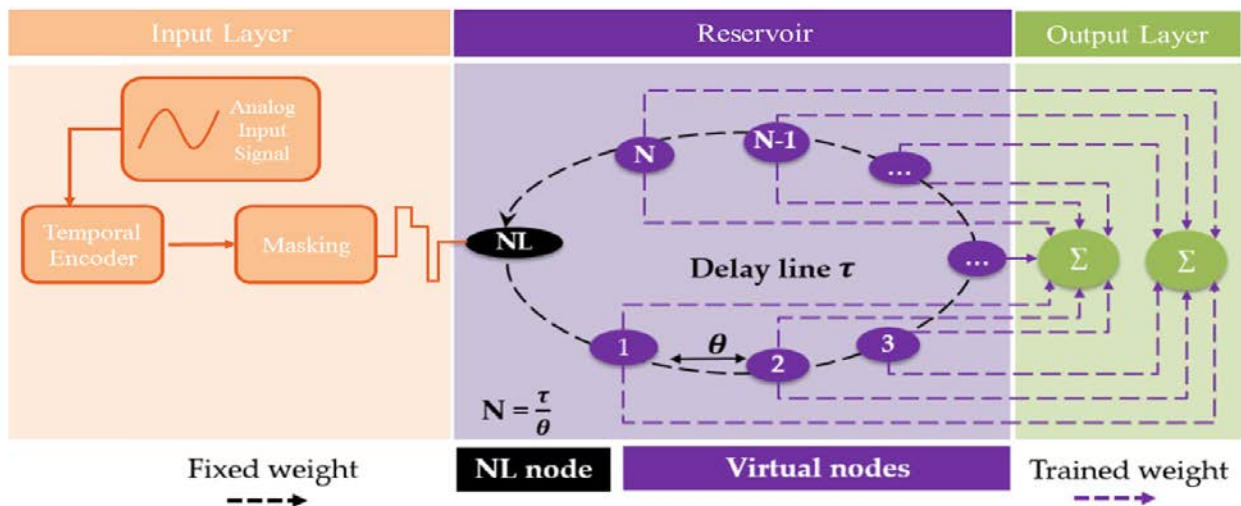 Input Layer
Reservoir
Output Layer
Analog
Input
Signal
Temporal
Encoder
Masking
NL
N
N-1
...
...
Delay line τ
1
θ
2
3
N = τ/θ
Σ
Σ
Fixed weight
NL node
Virtual nodes
Trained weight